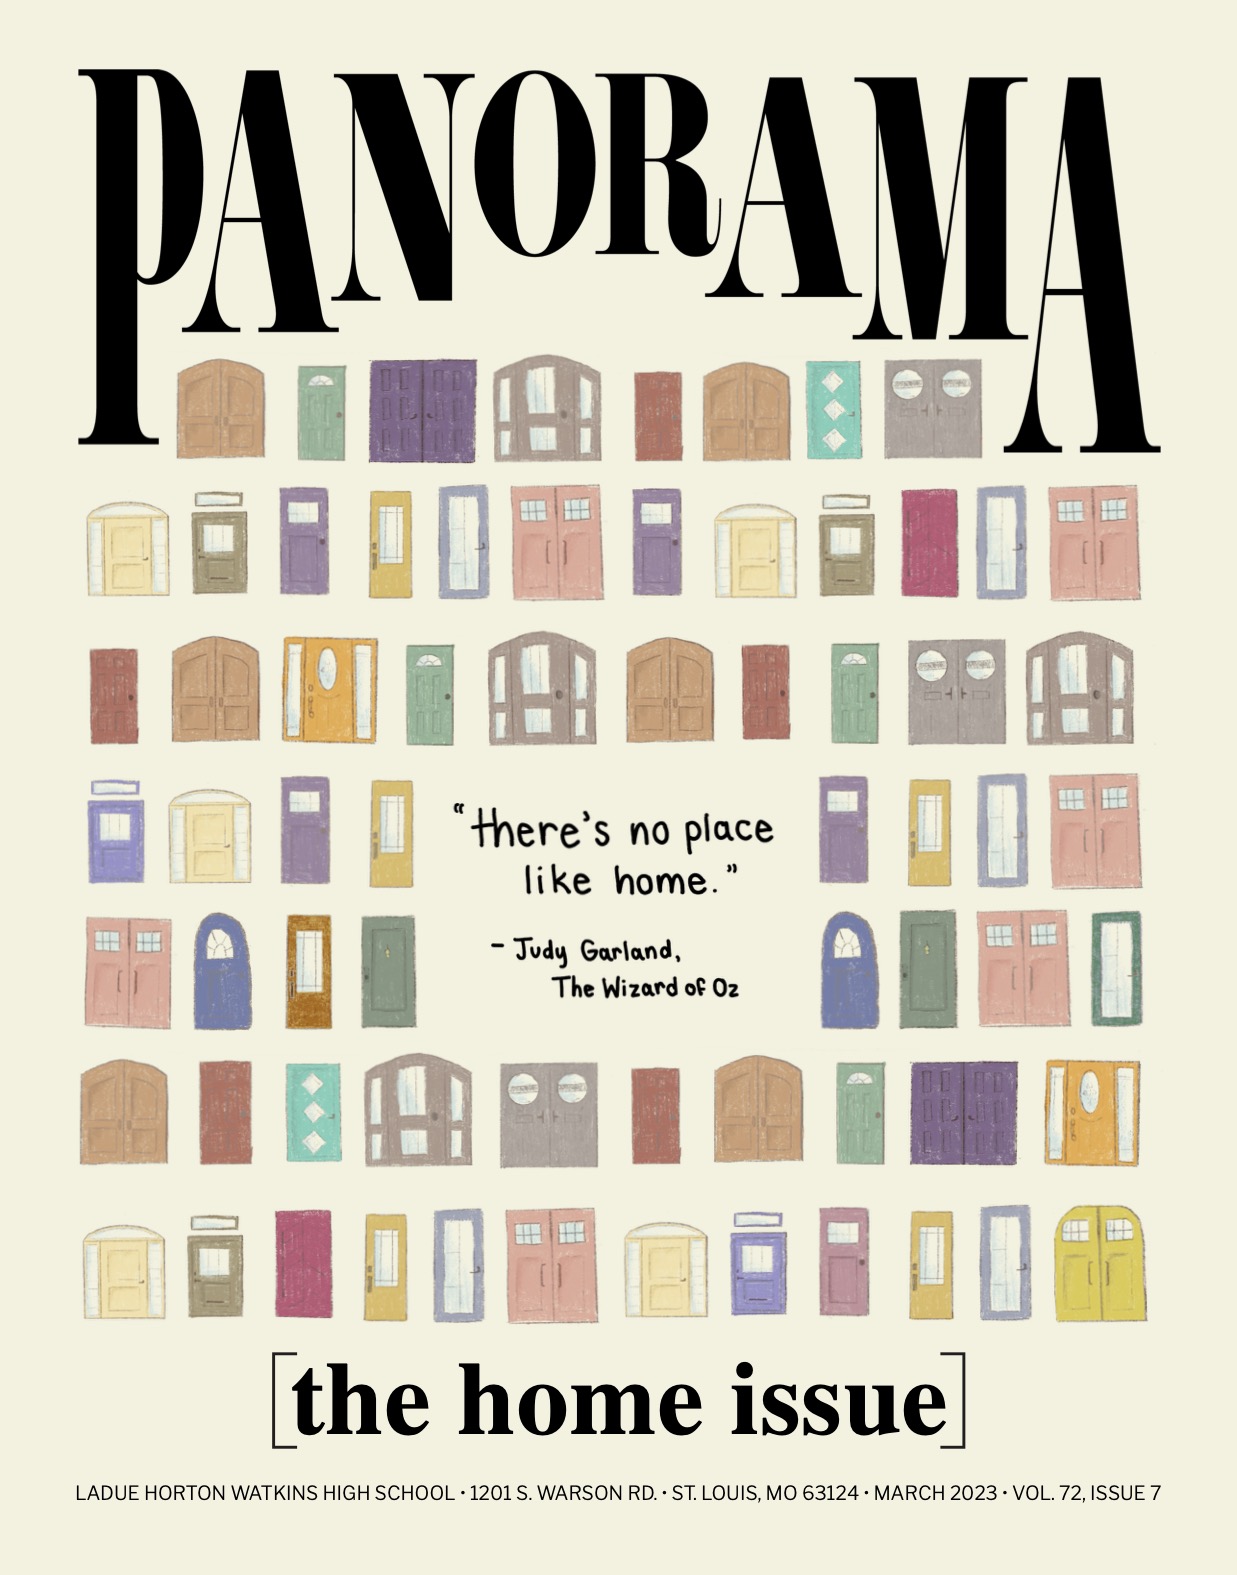 PANORAMA
“there's no place
like home.”
- Judy Garland,
The Wizard of Oz
[the home issue]
LADUE HORTON WATKINS HIGH SCHOOL • 1201 S. WARSON RD. • ST. LOUIS, MO 63124 • MARCH 2023 • VOL. 72, ISSUE 7